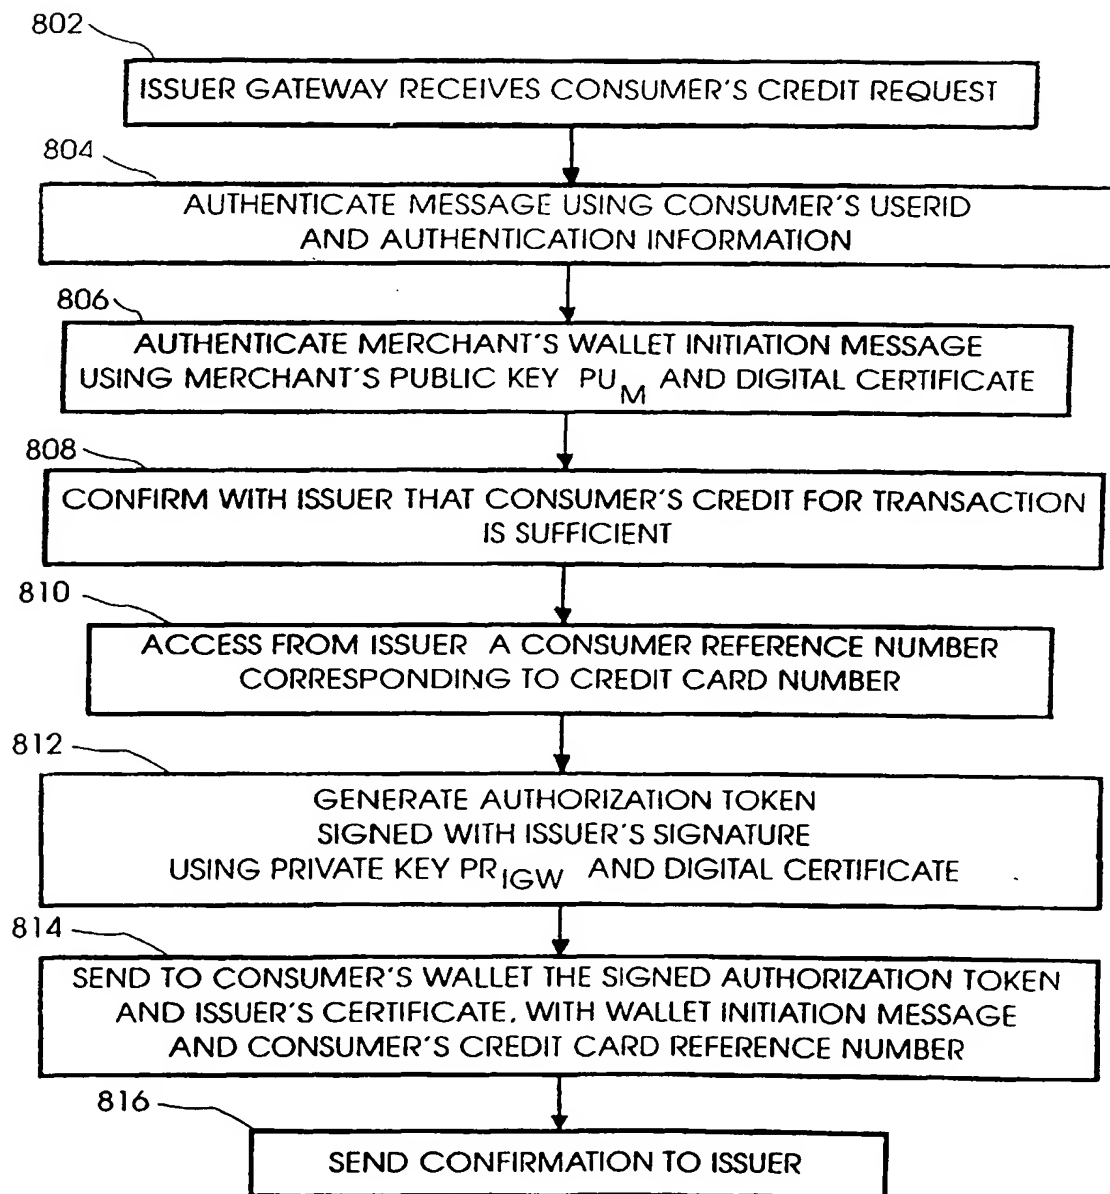 802
ISSUER GATEWAY RECEIVES CONSUMER'S CREDIT REQUEST
804
AUTHENTICATE MESSAGE USING CONSUMER'S USERID
AND AUTHENTICATION INFORMATION
806
AUTHENTICATE MERCHANT'S WALLET INITIATION MESSAGE
USING MERCHANT'S PUBLIC KEY PU_M AND DIGITAL CERTIFICATE
808
CONFIRM WITH ISSUER THAT CONSUMER'S CREDIT FOR TRANSACTION
IS SUFFICIENT
810
ACCESS FROM ISSUER A CONSUMER REFERENCE NUMBER
CORRESPONDING TO CREDIT CARD NUMBER
812
GENERATE AUTHORIZATION TOKEN
SIGNED WITH ISSUER'S SIGNATURE
USING PRIVATE KEY PR_IGW AND DIGITAL CERTIFICATE
814
SEND TO CONSUMER'S WALLET THE SIGNED AUTHORIZATION TOKEN
AND ISSUER'S CERTIFICATE, WITH WALLET INITIATION MESSAGE
AND CONSUMER'S CREDIT CARD REFERENCE NUMBER
816
SEND CONFIRMATION TO ISSUER